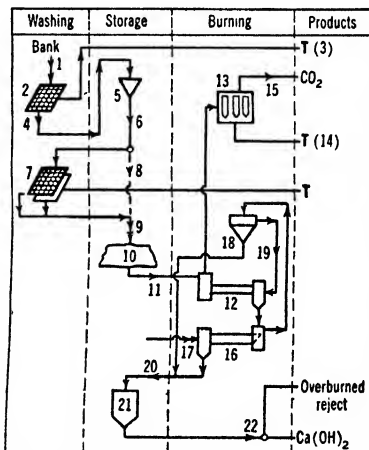 Washing Storage Burning Products
Bank
1
T (3)
2
13
15
CO2
4
5
6
T (14)
7
8
T
9
18
19
10
11
12
17
16
20
Overburned
reject
21
22
Ca(OH)2